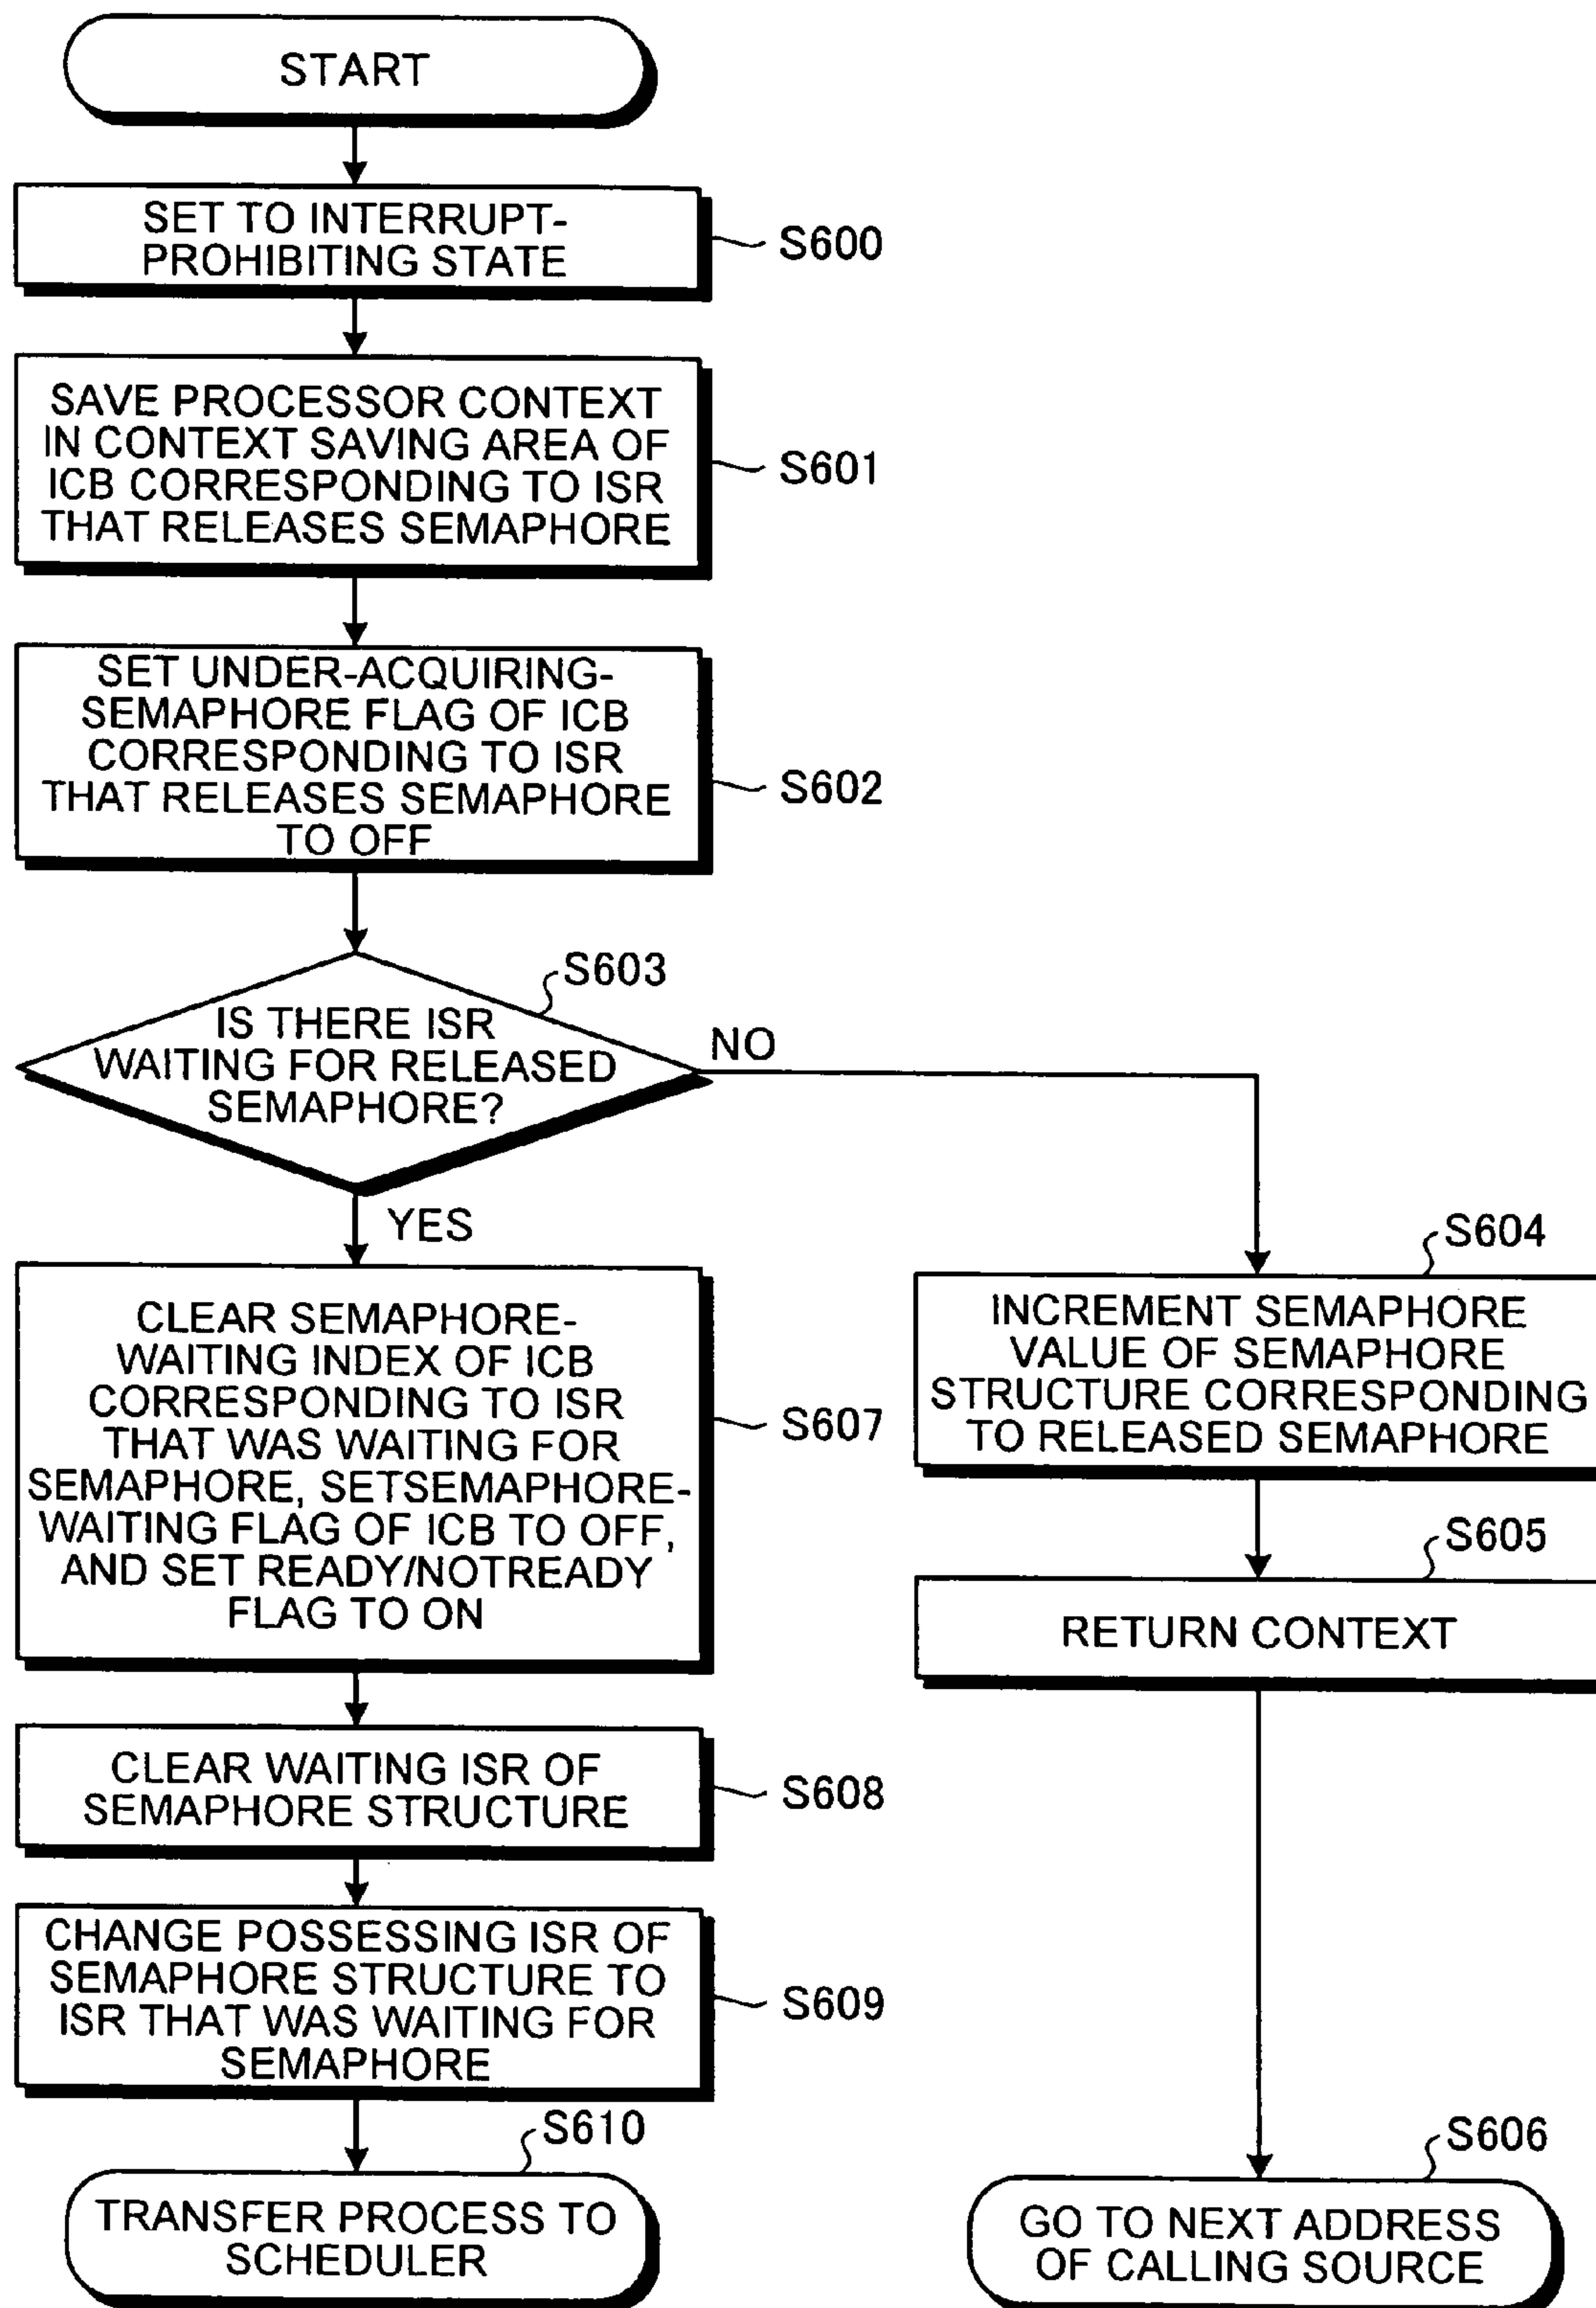 START
SET TO INTERRUPT-
PROHIBITING STATE
S600
SAVE PROCESSOR CONTEXT
IN CONTEXT SAVING AREA OF
ICB CORRESPONDING TO ISR
THAT RELEASES SEMAPHORE
S601
SET UNDER-ACQUIRING-
SEMAPHORE FLAG OF ICB
CORRESPONDING TO ISR
THAT RELEASES SEMAPHORE
TO OFF
S602
S603
IS THERE ISR
WAITING FOR RELEASED
SEMAPHORE?
NO
YES
S604
INCREMENT SEMAPHORE
VALUE OF SEMAPHORE
STRUCTURE CORRESPONDING
TO RELEASED SEMAPHORE
S605
RETURN CONTEXT
S606
GO TO NEXT ADDRESS
OF CALLING SOURCE
CLEAR SEMAPHORE-
WAITING INDEX OF ICB
CORRESPONDING TO ISR
THAT WAS WAITING FOR
SEMAPHORE, SETSEMAPHORE-
WAITING FLAG OF ICB TO OFF,
AND SET READY/NOTREADY
FLAG TO ON
S607
CLEAR WAITING ISR OF
SEMAPHORE STRUCTURE
S608
CHANGE POSSESSING ISR OF
SEMAPHORE STRUCTURE TO
ISR THAT WAS WAITING FOR
SEMAPHORE
S609
S610
TRANSFER PROCESS TO
SCHEDULER